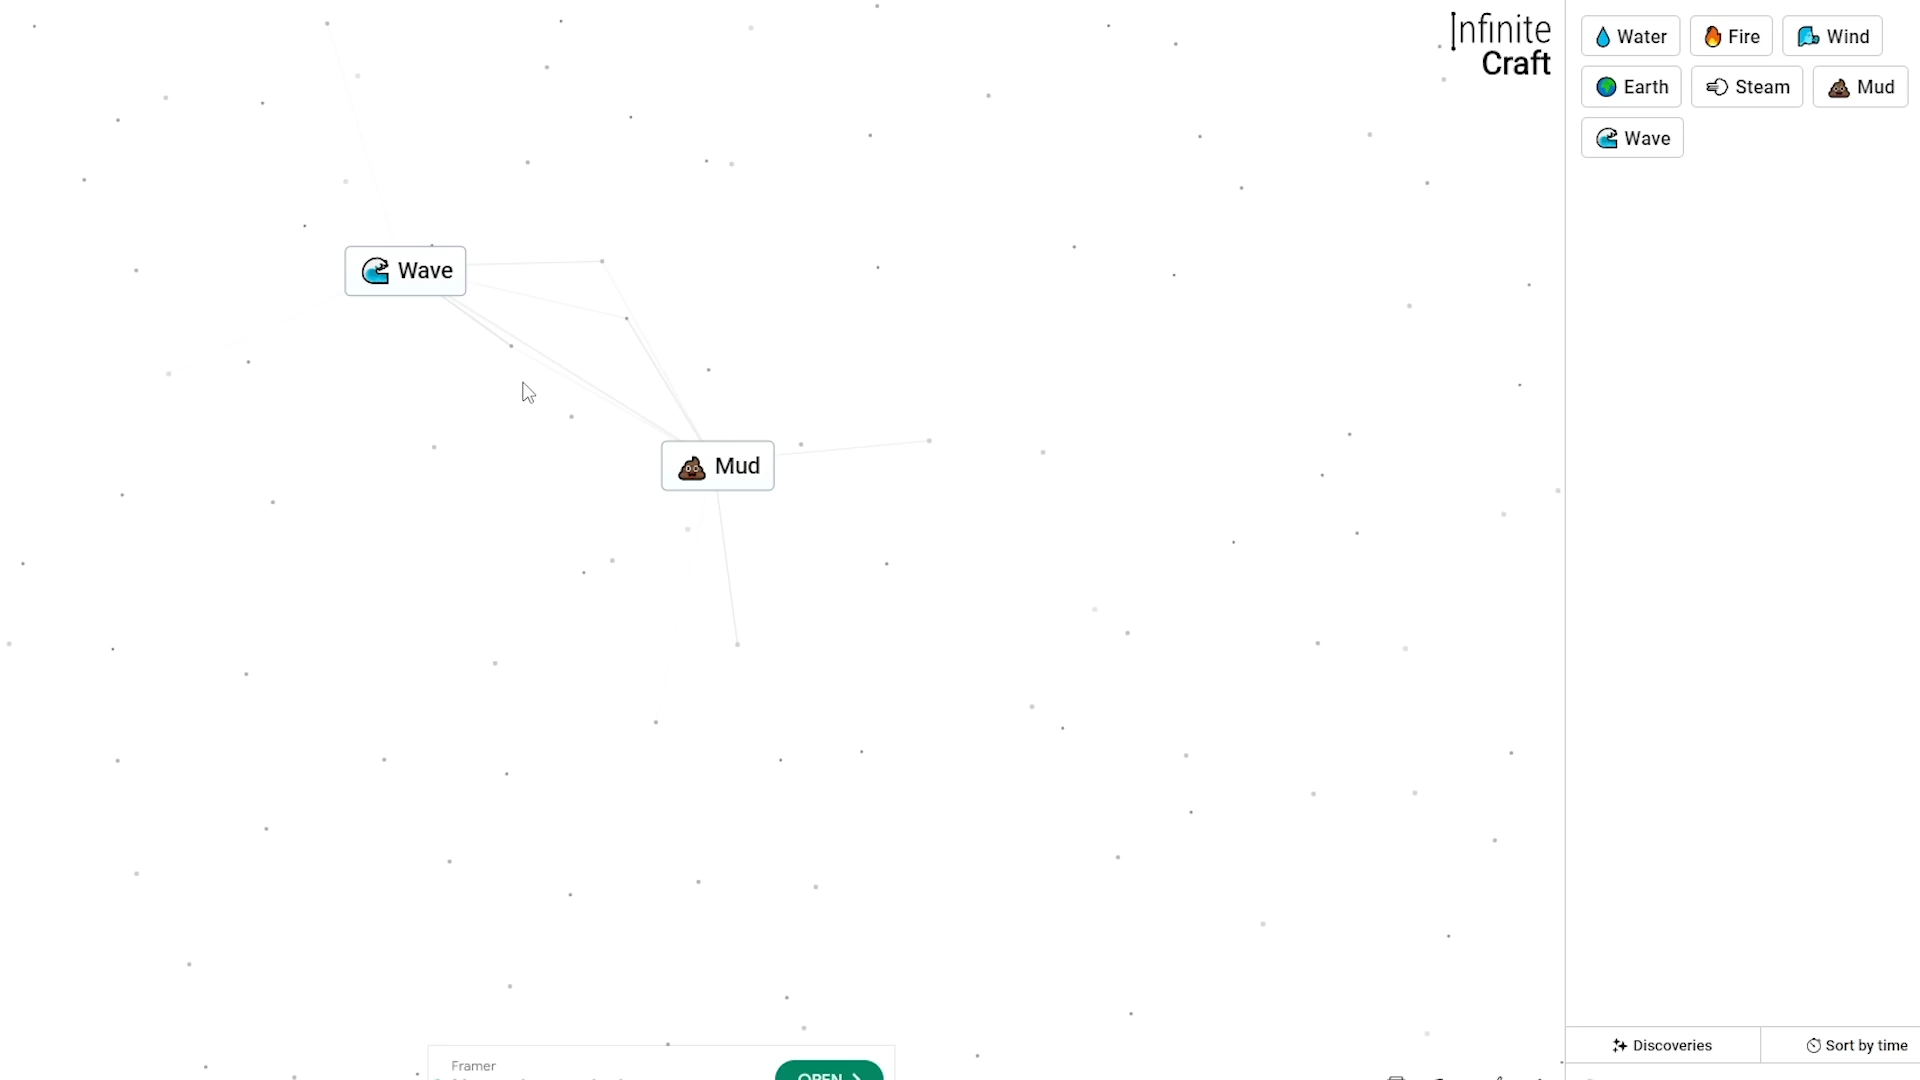 Infinite
Craft
Water
Fire
Wind
Earth
Steam
Mud
Wave
Wave
Mud
Discoveries
Sort by time
Framer
OPEN